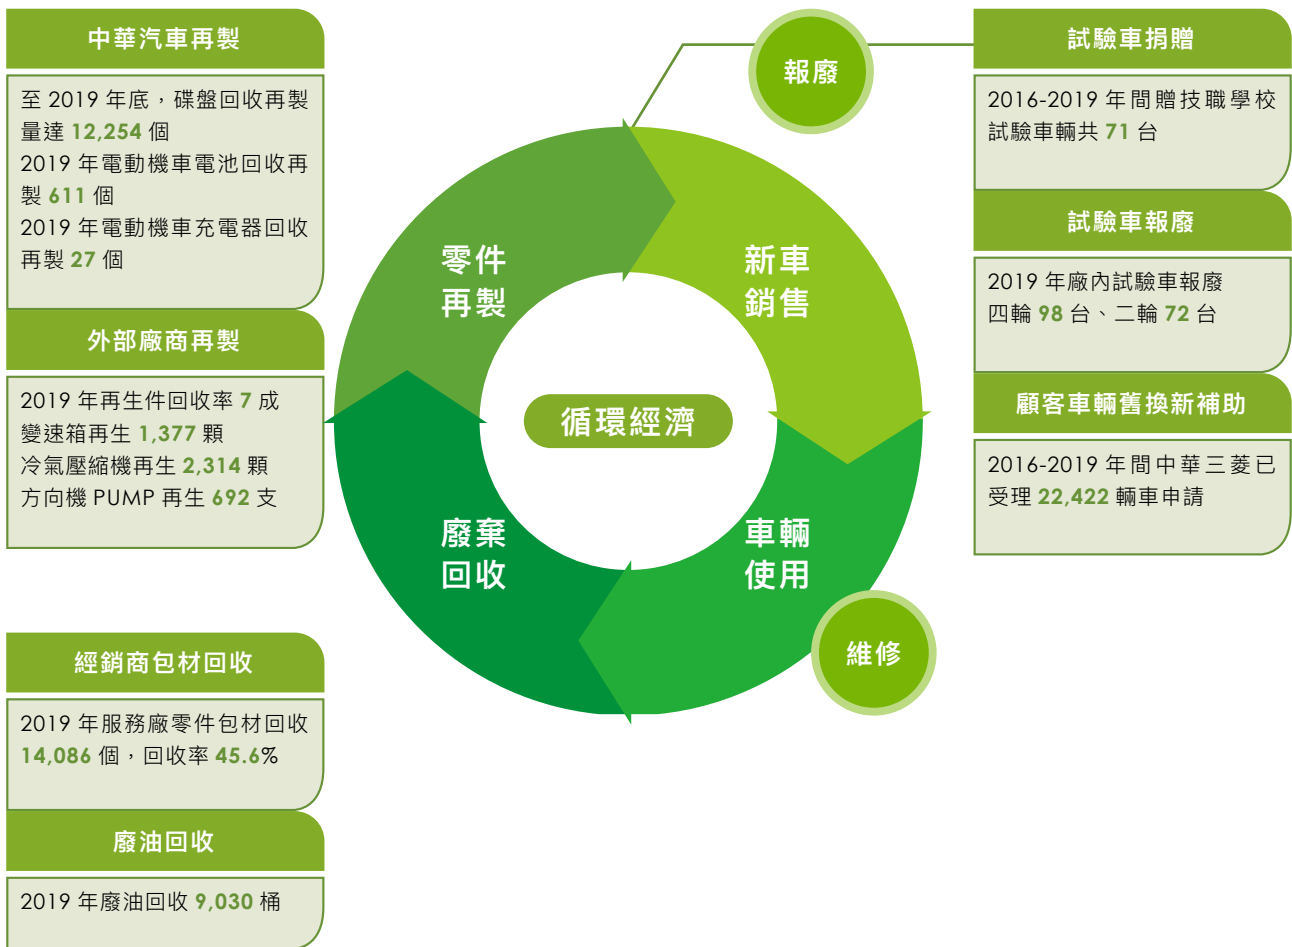 中華汽車再製
至 2019 年底，碟盤回收再製
量達 12,254 個
2019 年電動機車電池回收再
製 611 個
2019 年電動機車充電器回收
再製 27 個
外部廠商再製
2019 年再生件回收率 7 成
變速箱再生 1,377 顆
冷氣壓縮機再生 2,314 顆
方向機 PUMP 再生 692 支
經銷商包材回收
2019 年服務廠零件包材回收
14,086 個，回收率 45.6%
廢油回收
2019 年廢油回收 9,030 桶
報廢
零件
再製
新車
銷售
循環經濟
廢棄
回收
車輛
使用
維修
試驗車捐贈
2016-2019 年間贈技職學校
試驗車輛共 71 台
試驗車報廢
2019 年廠內試驗車報廢
四輪 98 台、二輪 72 台
顧客車輛舊換新補助
2016-2019 年間中華三菱已
受理 22,422 輛車申請